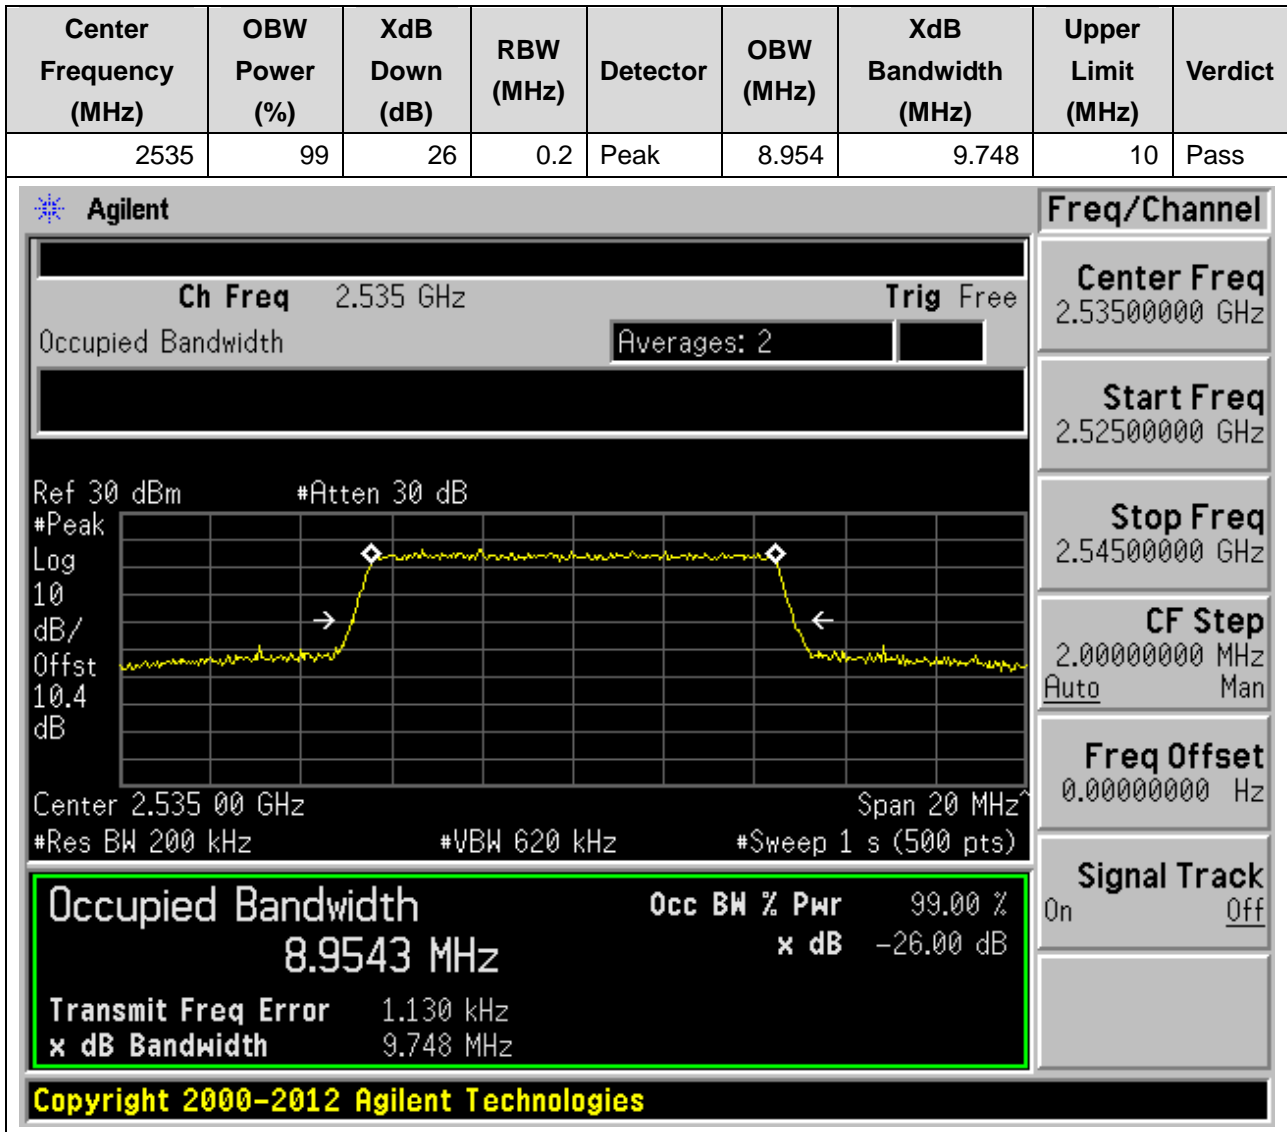 Center Frequency (MHz) OBW Power (%) XdB Down (dB) RBW (MHz) Detector OBW (MHz) XdB Bandwidth (MHz) Upper Limit (MHz) Verdict
2535 99 26 0.2 Peak 8.954 9.748 10 Pass
Agilent
Freq/Channel
Ch Freq 2.535 GHz Trig Free
Occupied Bandwidth Averages: 2
Center Freq
2.53500000 GHz
Start Freq
2.52500000 GHz
Stop Freq
2.54500000 GHz
CF Step
2.00000000 MHz
Auto Man
Freq Offset
0.00000000 Hz
Signal Track
On Off
Ref 30 dBm #Atten 30 dB
#Peak
Log
10
dB/
Offst
10.4
dB
Center 2.535 00 GHz Span 20 MHz^
#Res BW 200 kHz #VBW 620 kHz #Sweep 1 s (500 pts)
Occupied Bandwidth Occ BW % Pwr 99.00 %
8.9543 MHz x dB -26.00 dB
Transmit Freq Error 1.130 kHz
x dB Bandwidth 9.748 MHz
Copyright 2000-2012 Agilent Technologies